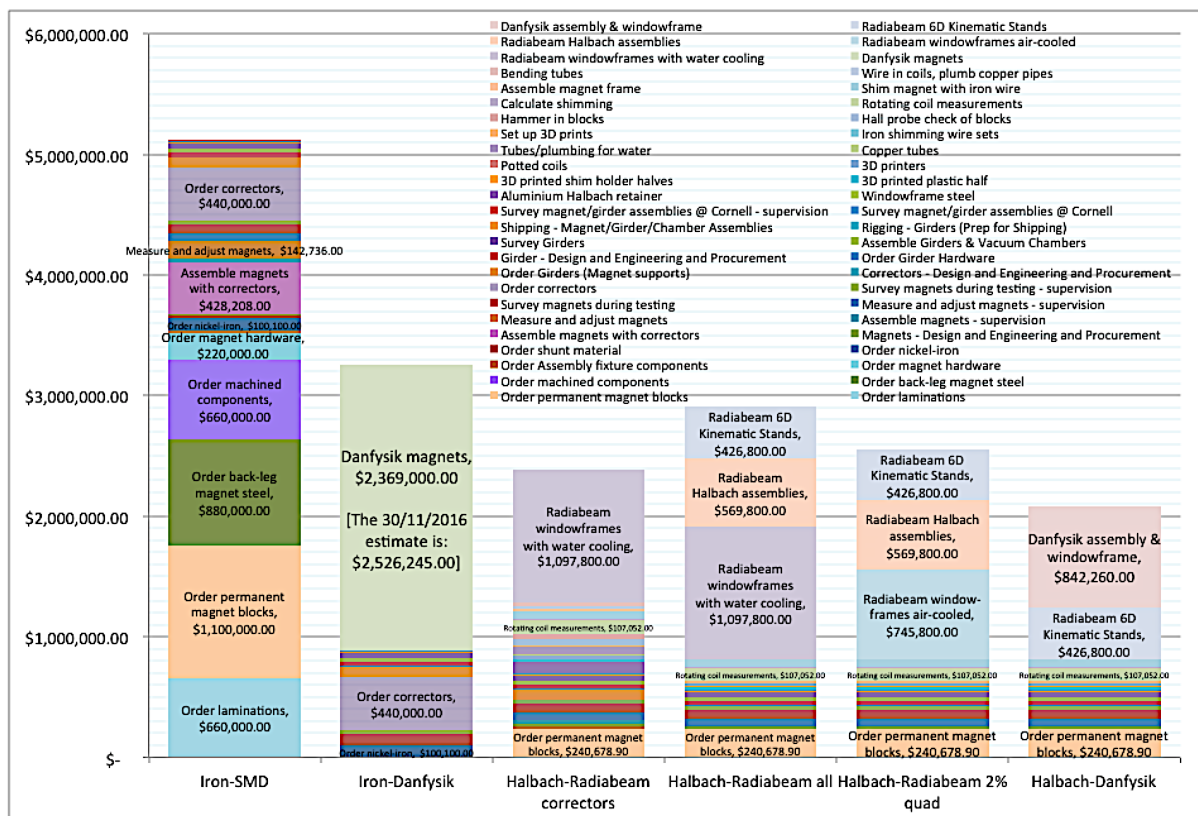 $6,000,000.00
$5,000,000.00
$4,000,000.00
$3,000,000.00
$2,000,000.00
$1,000,000.00
$-
Danfysik assembly & windowframe
Radiabeam Halbach assemblies
Radiabeam windowframes with water cooling
Bending tubes
Assemble magnet frame
Calculate shimming
Hammer in blocks
Set up 3D prints
Tubes/plumbing for water
Potted coils
3D printed shim holder halves
Aluminium Halbach retainer
Survey magnet/girder assemblies @ Cornell - supervision
Shipping - Magnet/Girder/Chamber Assemblies
Survey Girders
Girder - Design and Engineering and Procurement
Order Girders (Magnet supports)
Order correctors
Survey magnets during testing
Measure and adjust magnets
Assemble magnets with correctors
Order shunt material
Order Assembly fixture components
Order machined components
Order permanent magnet blocks
Radiabeam 6D Kinematic Stands
Radiabeam windowframes air-cooled
Danfysik magnets
Wire in coils, plumb copper pipes
Shim magnet with iron wire
Rotating coil measurements
Hall probe check of blocks
Iron shimming wire sets
Copper tubes
3D printers
3D printed plastic half
Windowframe steel
Survey magnet/girder assemblies @ Cornell
Rigging - Girders (Prep for Shipping)
Assemble Girders & Vacuum Chambers
Order Girder Hardware
Correctors - Design and Engineering and Procurement
Survey magnets during testing - supervision
Measure and adjust magnets - supervision
Assemble magnets - supervision
Magnets - Design and Engineering and Procurement
Order nickel-iron
Order magnet hardware
Order back-leg magnet steel
Order laminations
Order correctors,
$440,000.00
Measure and adjust magnets, $142,736.00
Assemble magnets
with correctors,
$428,208.00
Order nickel-iron, $100,100.00
Order magnet hardware,
$220,000.00
Order machined
components,
$660,000.00
Order back-leg
magnet steel,
$880,000.00
Order permanent
magnet blocks,
$1,100,000.00
Order laminations,
$660,000.00
Danfysik magnets,
$2,369,000.00
[The 30/11/2016
estimate is:
$2,526,245.00]
Order correctors,
$440,000.00
Order nickel-iron, $100,100.00
Radiabeam
windowframes
with water cooling,
$1,097,800.00
Rotating coil measurements, $107,052.00
Order permanent magnet
blocks, $240,678.90
Radiabeam 6D
Kinematic Stands,
$426,800.00
Radiabeam
Halbach assemblies,
$569,800.00
Radiabeam
windowframes
with water cooling,
$1,097,800.00
Rotating coil measurements, $107,052.00
Order permanent magnet
blocks, $240,678.90
Radiabeam 6D
Kinematic Stands,
$426,800.00
Radiabeam Halbach
assemblies,
$569,800.00
Radiabeam window-
frames air-cooled,
$745,800.00
Rotating coil measurements, $107,052.00
Order permanent magnet
blocks, $240,678.90
Danfysik assembly &
windowframe,
$842,260.00
Radiabeam 6D
Kinematic Stands,
$426,800.00
Rotating coil measurements, $107,052.00
Order permanent magnet
blocks, $240,678.90
Iron-SMD
Iron-Danfysik
Halbach-Radiabeam
correctors
Halbach-Radiabeam all
Halbach-Radiabeam 2%
quad
Halbach-Danfysik